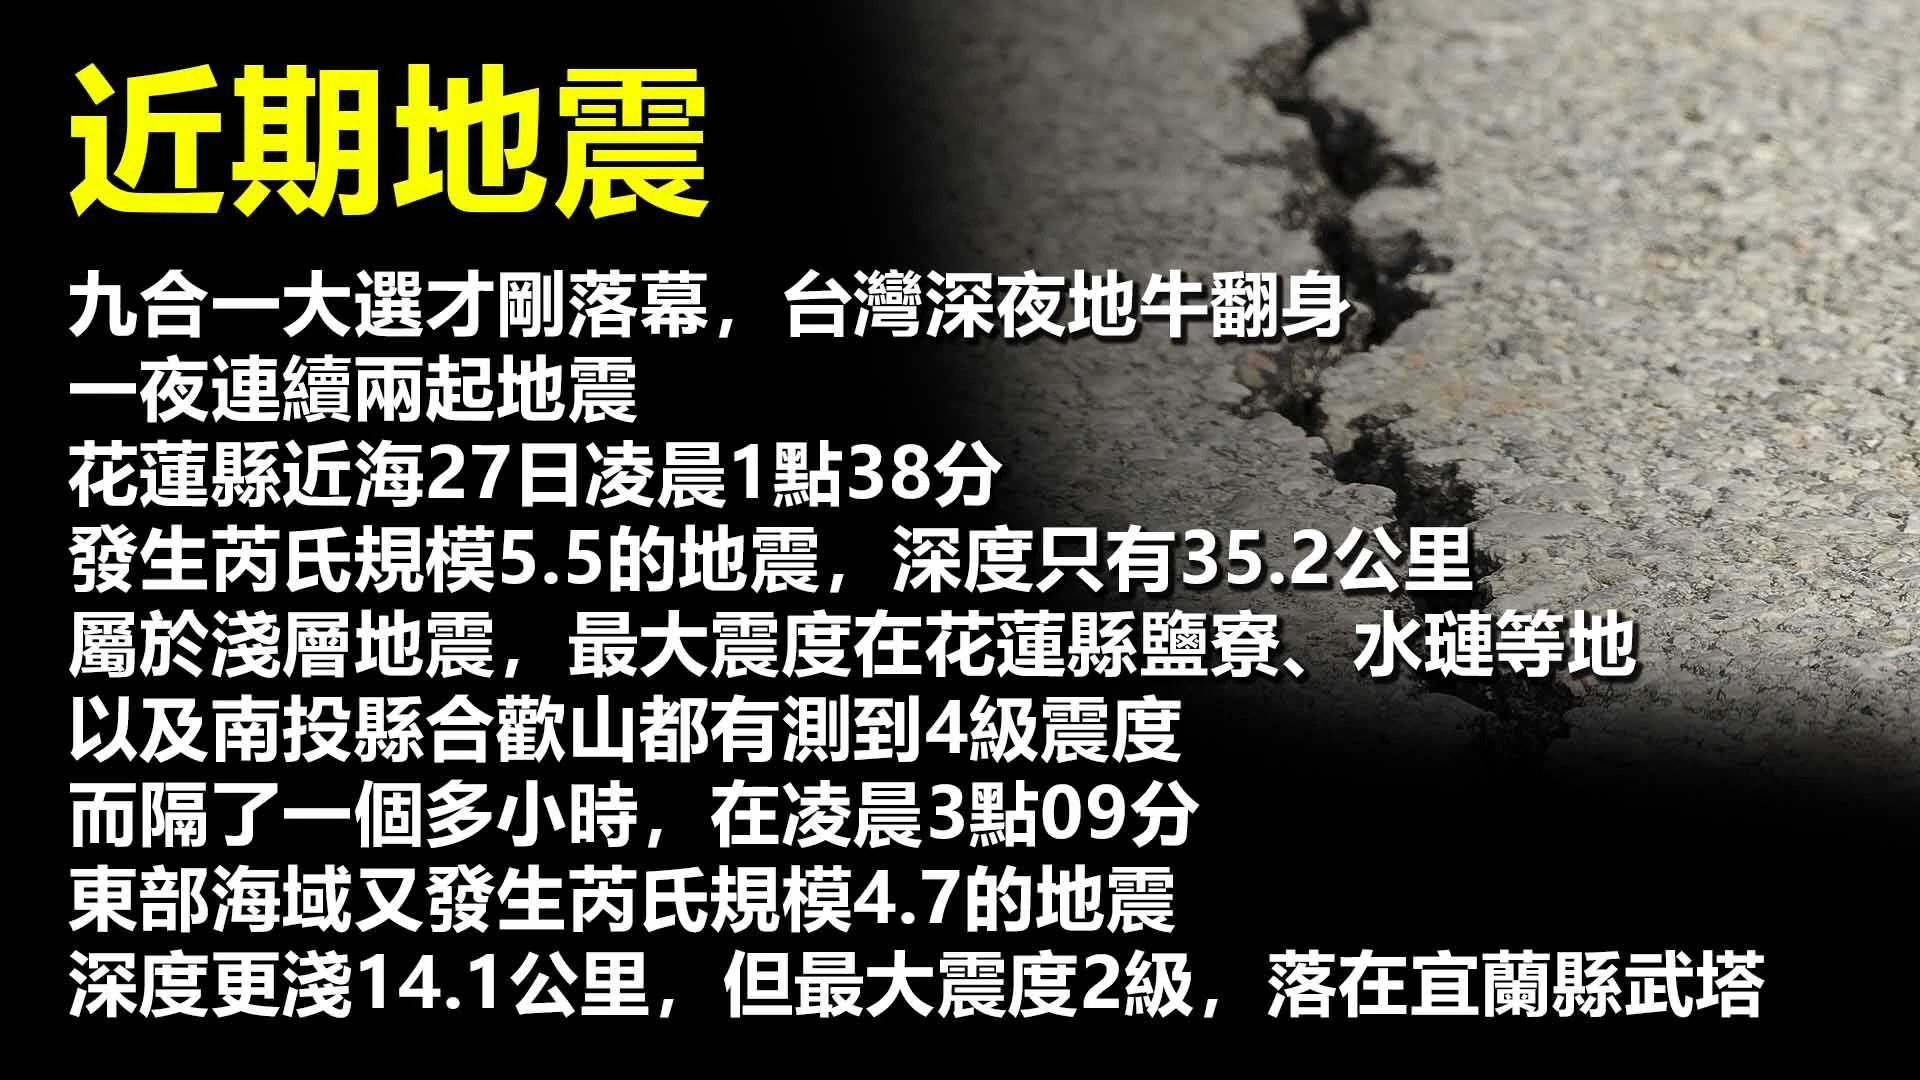 近期地震
九合一大選才剛落幕，台灣深夜地牛翻身
一夜連續兩起地震
花蓮縣近海27日凌晨1點38分
發生芮氏規模5.5的地震，深度只有35.2公里
屬於淺層地震，最大震度在花蓮縣鹽寮、水璉等地
以及南投縣合歡山都有測到4級震度
而隔了一個多小時，在凌晨3點09分
東部海域又發生芮氏規模4.7的地震
深度更淺14.1公里，但最大震度2級，落在宜蘭縣武塔